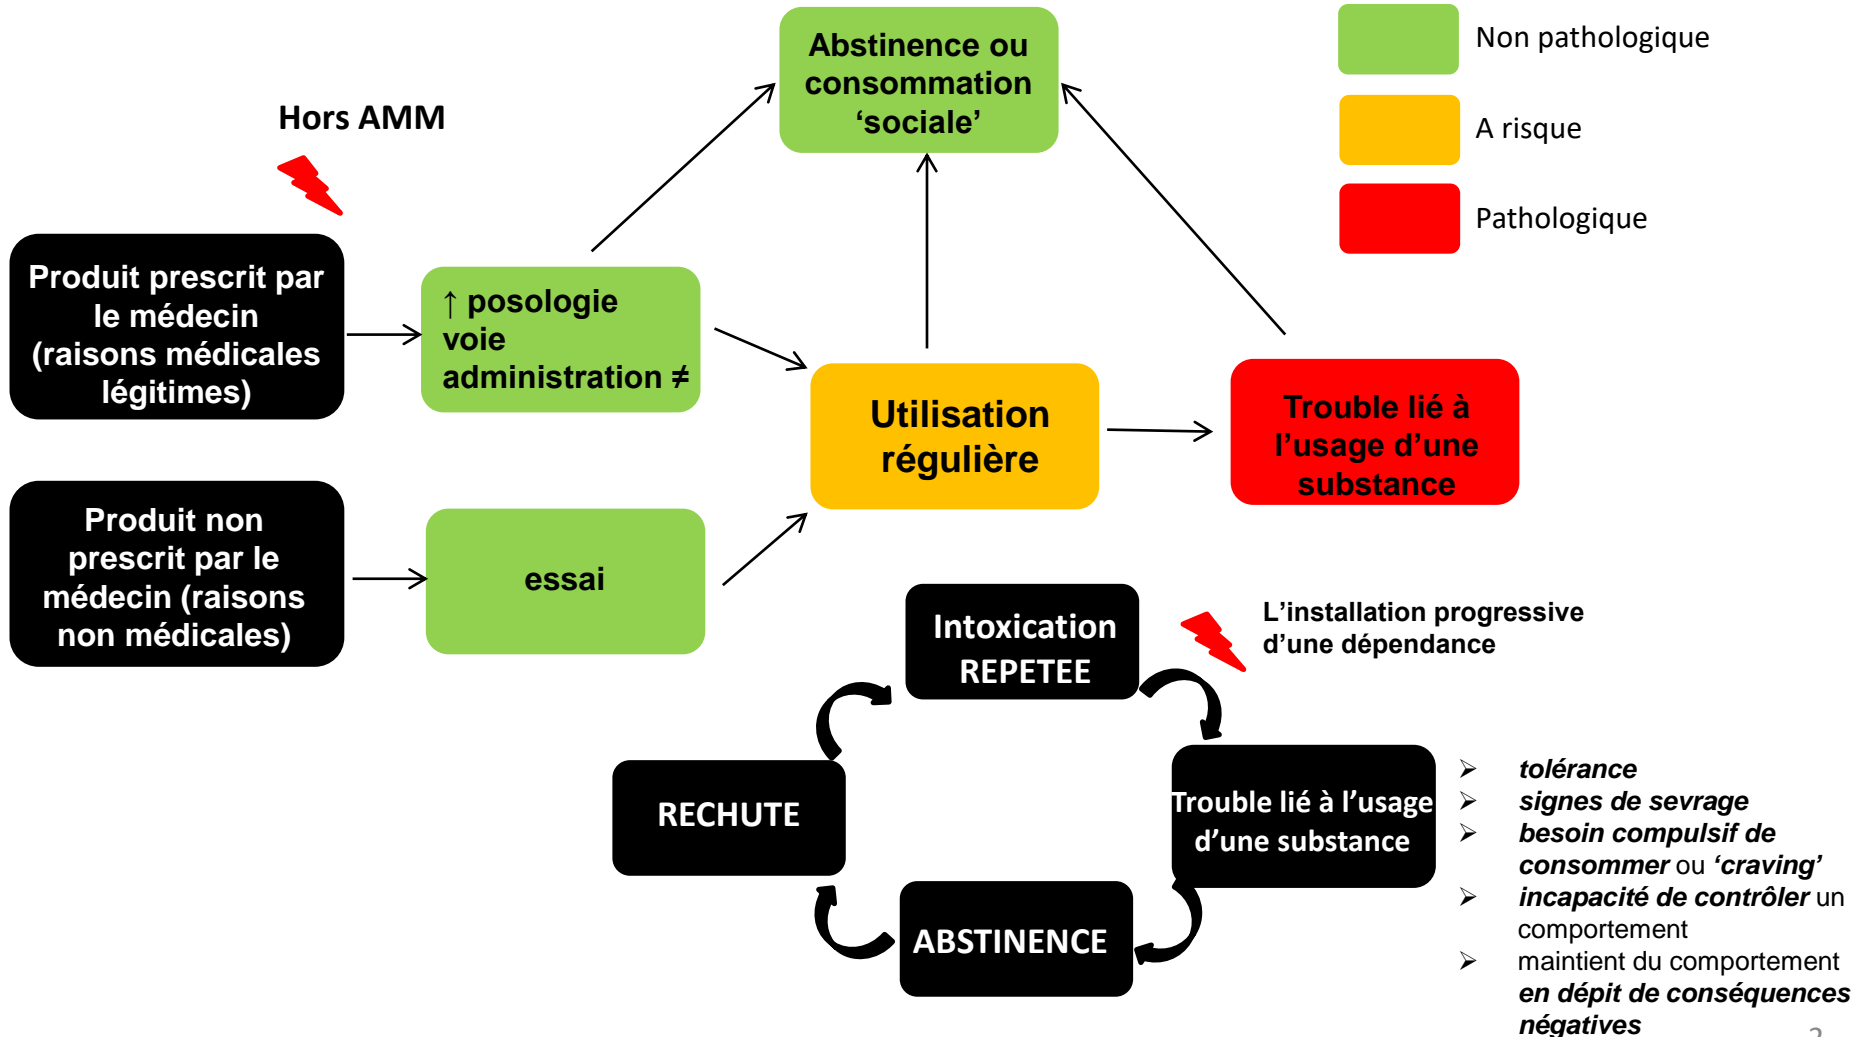 Abstinence ou
consommation
‘sociale’
Non pathologique
A risque
Pathologique
Hors AMM
Produit prescrit par
le médecin
(raisons médicales
légitimes)
↑ posologie
voie
administration ≠
Utilisation
régulière
Trouble lié à
l’usage d’une
substance
Produit non
prescrit par le
médecin (raisons
non médicales)
essai
Intoxication
REPETEE
L’installation progressive
d’une dépendance
RECHUTE
Trouble lié à l’usage
d’une substance
ABSTINENCE
➢ tolérance
➢ signes de sevrage
➢ besoin compulsif de
consommer ou ‘craving’
➢ incapacité de contrôler un
comportement
➢ maintient du comportement
en dépit de conséquences
négatives